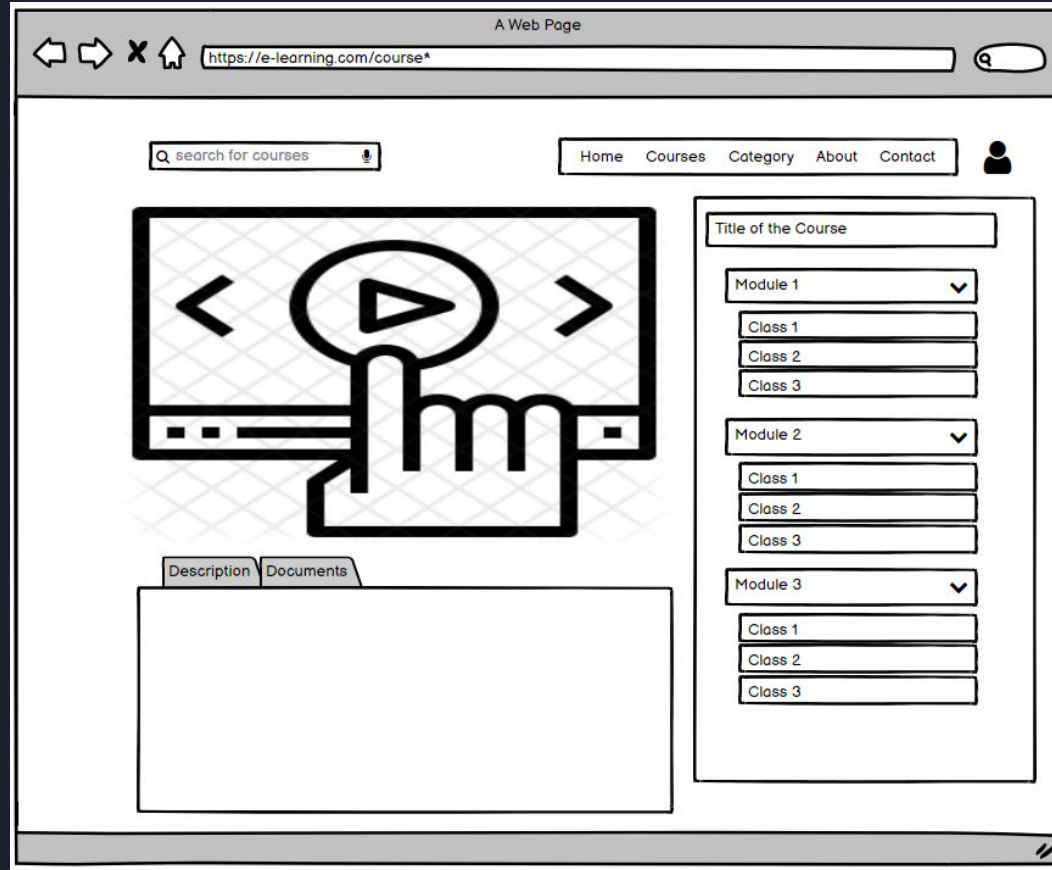 A Web Page
https://e-learning.com/course*
search for courses
Home Courses Category About Contact
Title of the Course
Module 1
Class 1
Class 2
Class 3
Module 2
Class 1
Class 2
Class 3
Module 3
Class 1
Class 2
Class 3
Description Documents